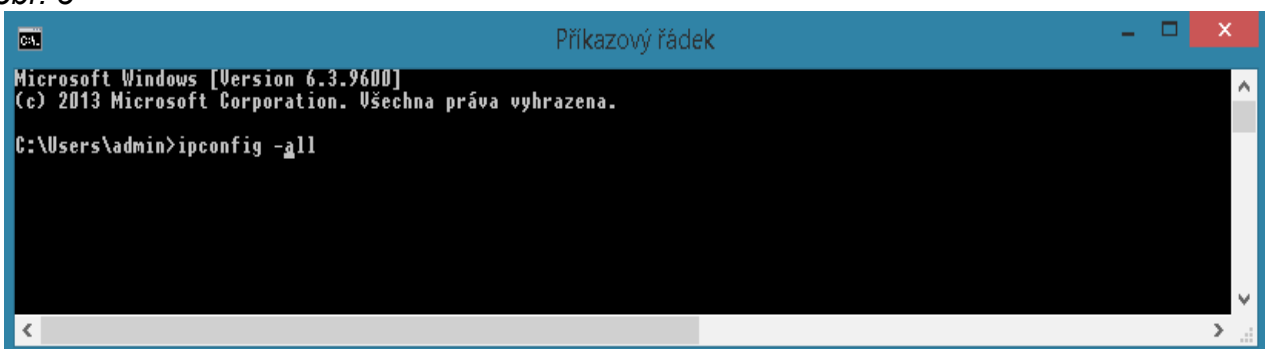 Příkazový řádek
Microsoft Windows [Version 6.3.9600]
(c) 2013 Microsoft Corporation. Všechna práva vyhrazena.
C:\Users\admin>ipconfig -all